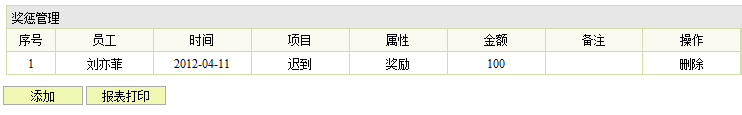 奖惩管理
序号 员工 时间 项目 属性 金额 备注 操作
1 刘亦菲 2012-04-11 迟到 奖励 100 删除
添加 报表打印